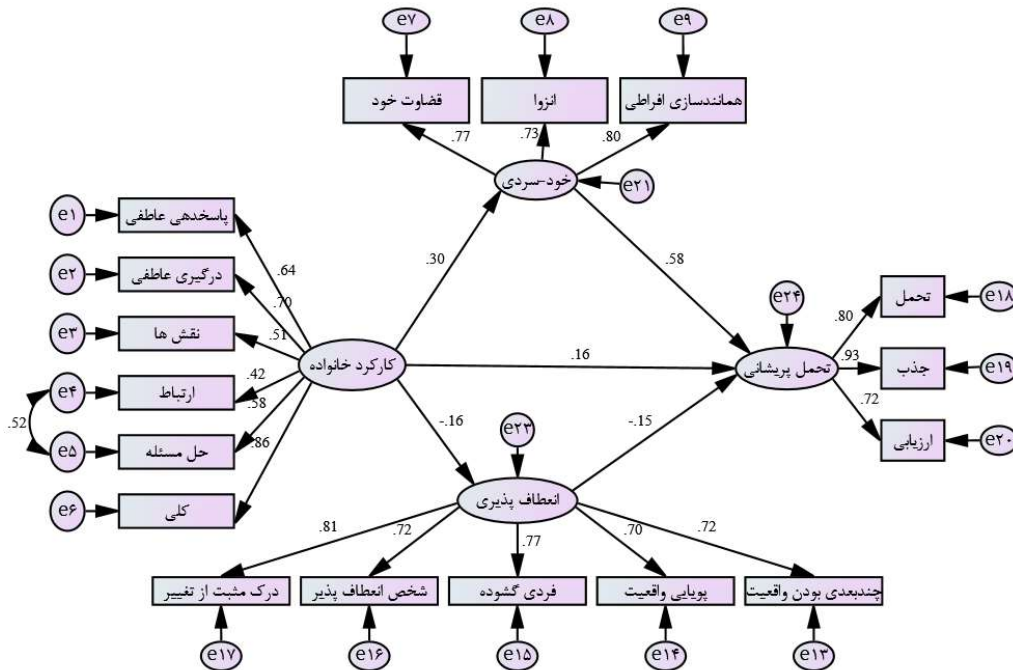 e۷
e۸
e۹
قضاوت خود
انزوا
همانندسازی افراطی
.77
.73
.80
خود-سردی
e۲۱
e۱
پاسخدهی عاطفی
e۲
درگیری عاطفی
e۳
نقش ها
e۴
ارتباط
e۵
حل مسئله
e۶
کلی
.52
.64
.70
.51
.42
.58
.86
کارکرد خانواده
.30
.58
.16
-.16
-.15
e۲۴
تحمل پریشانی
.80
.93
.72
تحمل
e۱۸
جذب
e۱۹
ارزیابی
e۲۰
e۲۳
انعطاف پذیری
.81
.72
.77
.70
.72
درک مثبت از تغییر
شخص انعطاف پذیر
فردی گشوده
پویایی واقعیت
چندبعدی بودن واقعیت
e۱۷
e۱۶
e۱۵
e۱۴
e۱۳